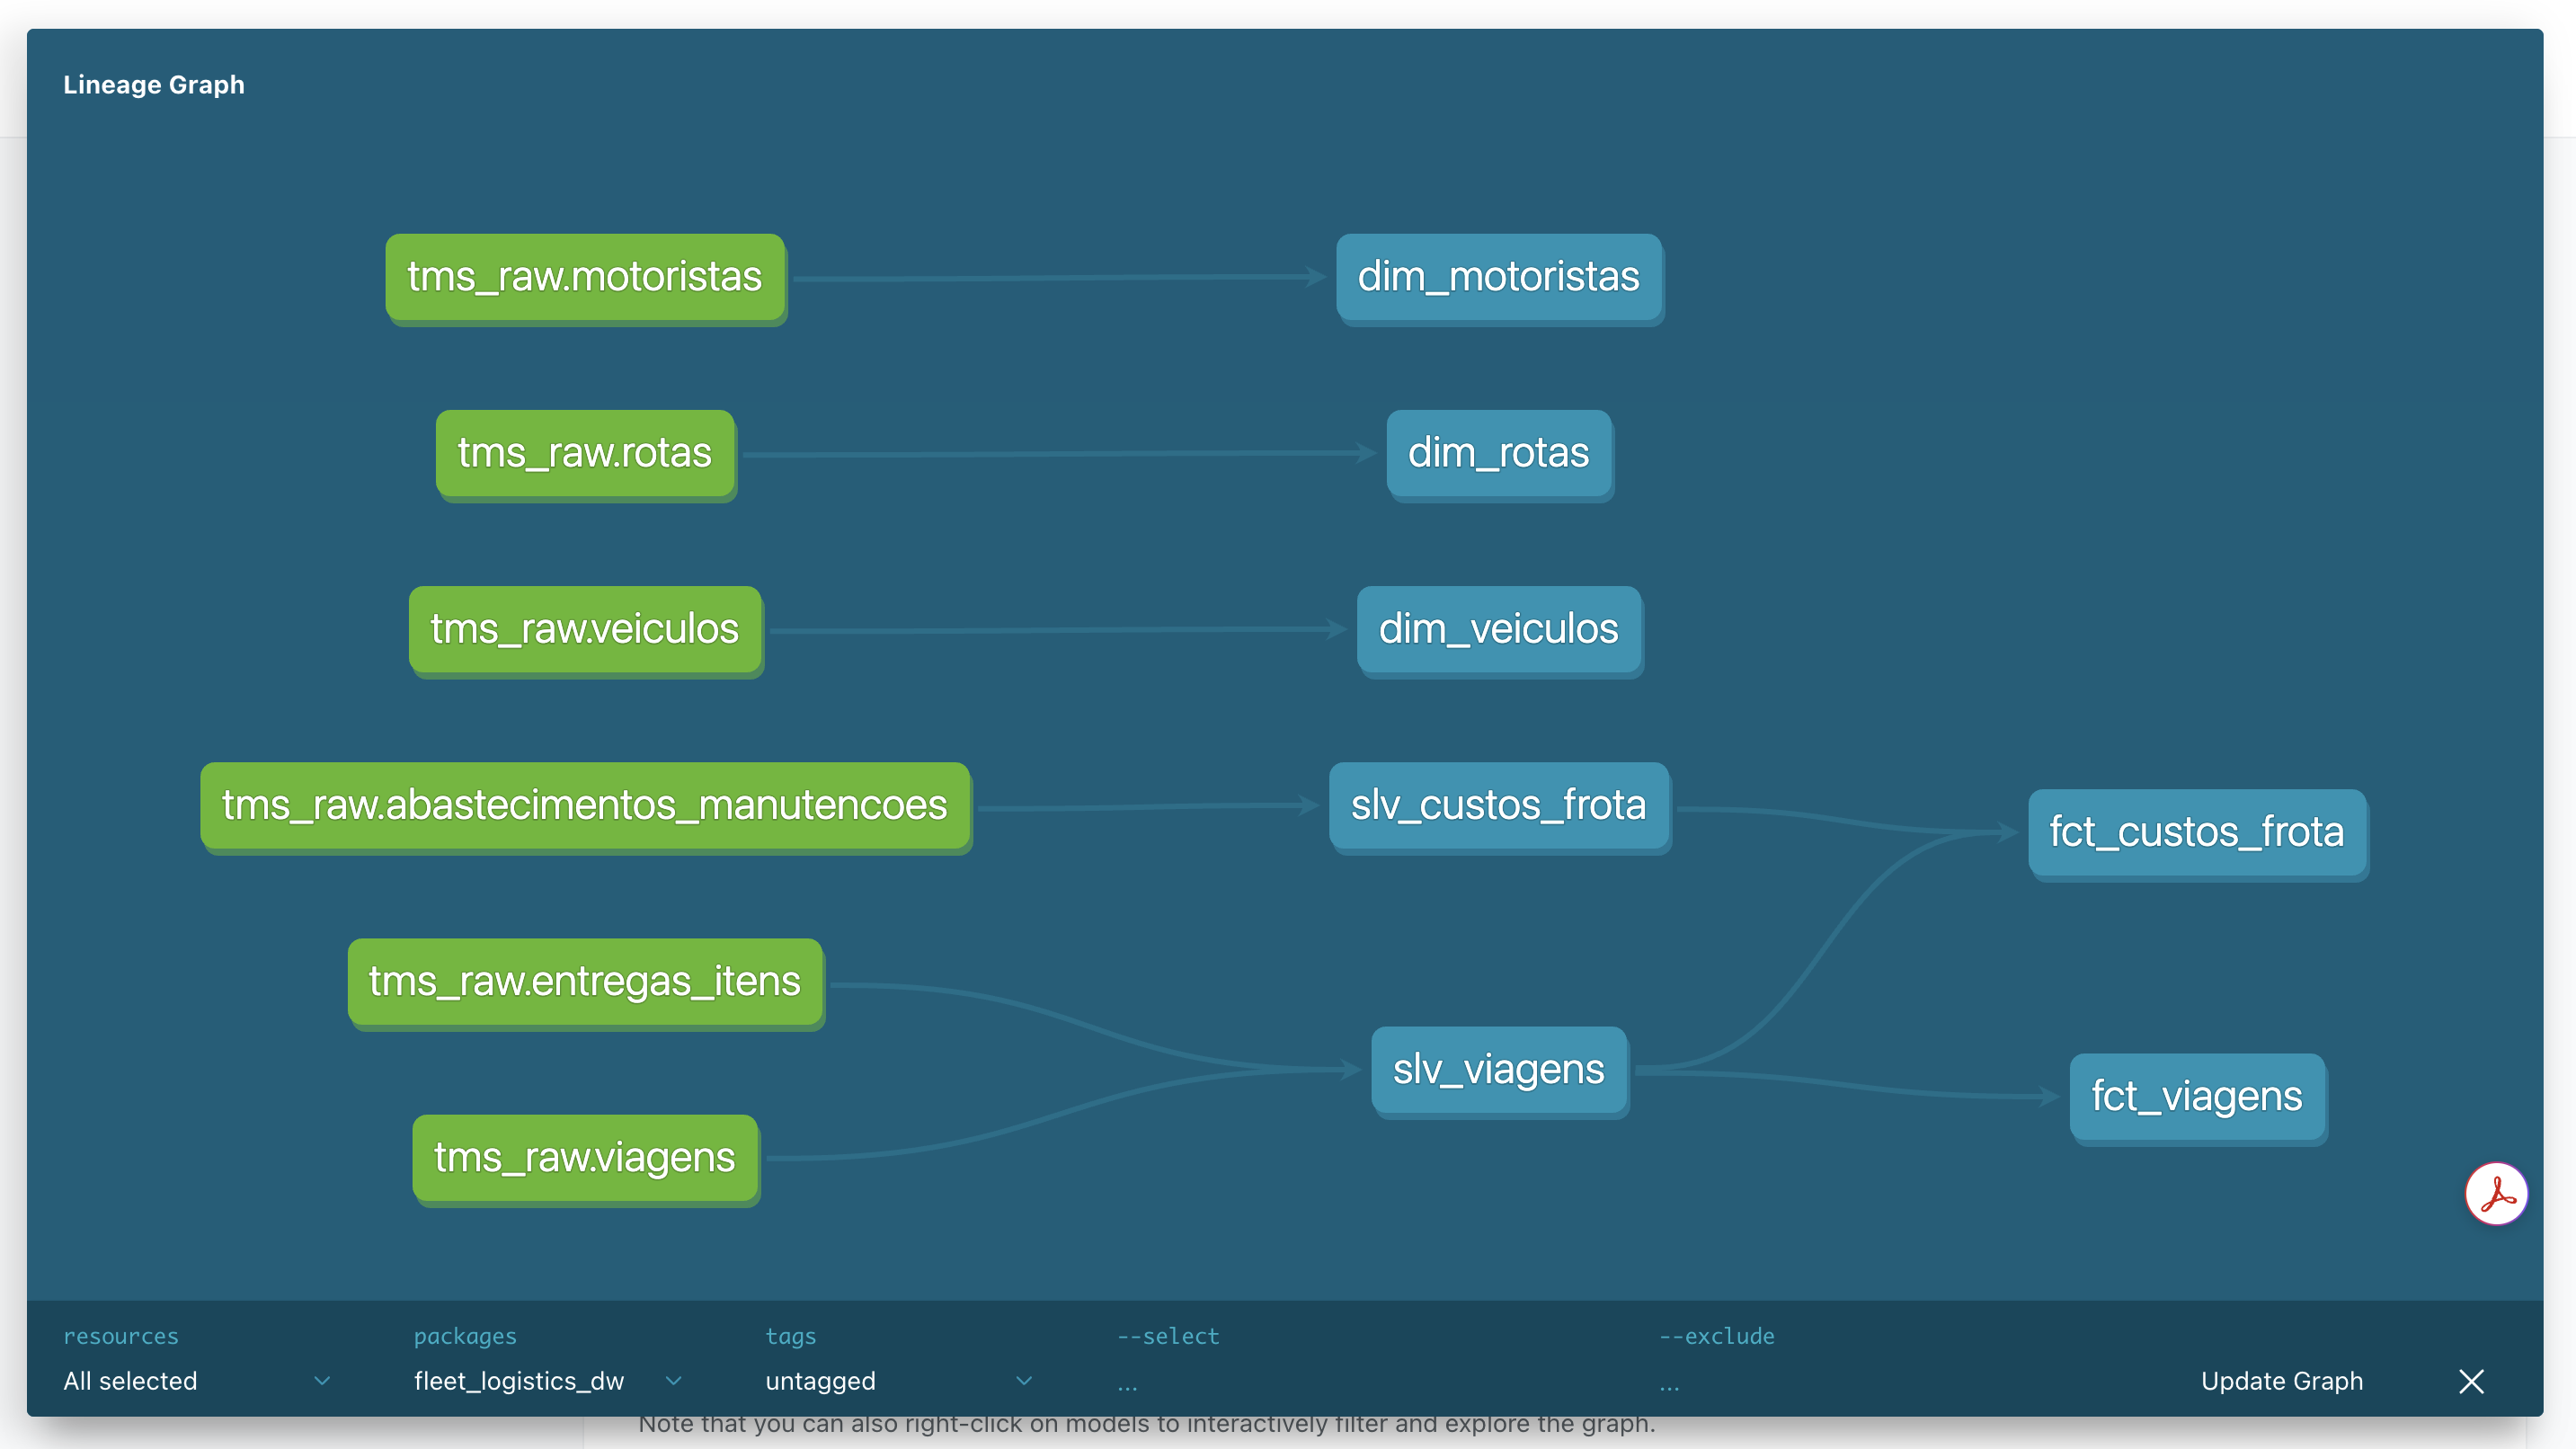 Lineage Graph
tms_raw.motoristas
dim_motoristas
tms_raw.rotas
dim_rotas
tms_raw.veiculos
dim_veiculos
tms_raw.abastecimentos_manutencoes
slv_custos_frota
fct_custos_frota
tms_raw.entregas_itens
slv_viagens
fct_viagens
tms_raw.viagens
resources
packages
tags
--select
--exclude
All selected
fleet_logistics_dw
untagged
...
...
Update Graph
Note that you can also right-click on models to interactively filter and explore the graph.